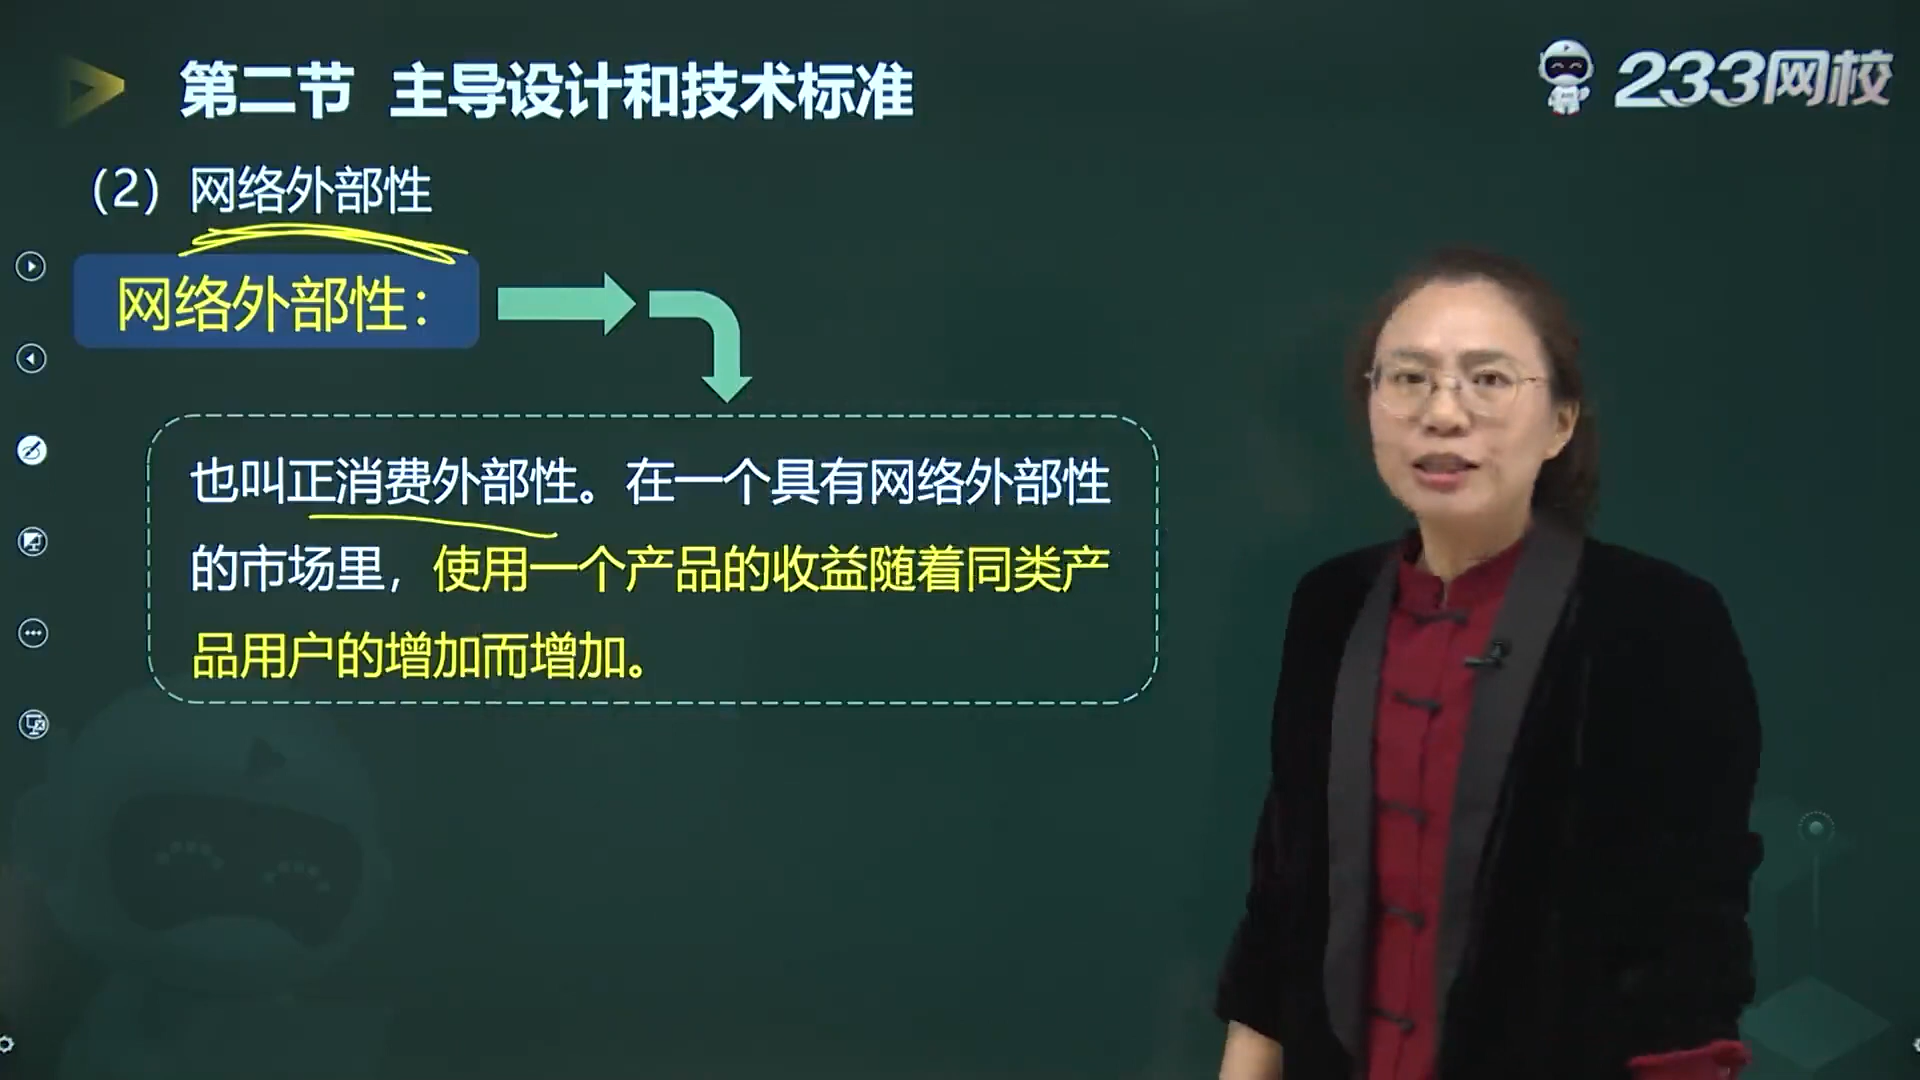 第二节 主导设计和技术标准
233网校
（2）网络外部性
网络外部性：
也叫正消费外部性。在一个具有网络外部性
的市场里，使用一个产品的收益随着同类产
品用户的增加而增加。